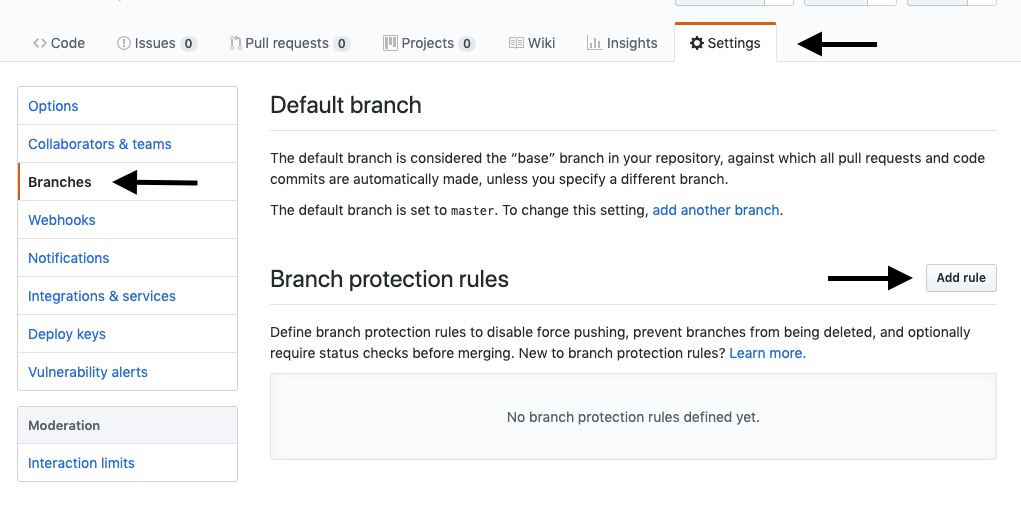 Code
Issues 0
Pull requests 0
Projects 0
Wiki
Insights
Settings
Options
Collaborators & teams
Branches
Webhooks
Notifications
Integrations & services
Deploy keys
Vulnerability alerts
Moderation
Interaction limits
Default branch
The default branch is considered the “base” branch in your repository, against which all pull requests and code
commits are automatically made, unless you specify a different branch.
The default branch is set to master. To change this setting, add another branch.
Branch protection rules
Add rule
Define branch protection rules to disable force pushing, prevent branches from being deleted, and optionally
require status checks before merging. New to branch protection rules? Learn more.
No branch protection rules defined yet.